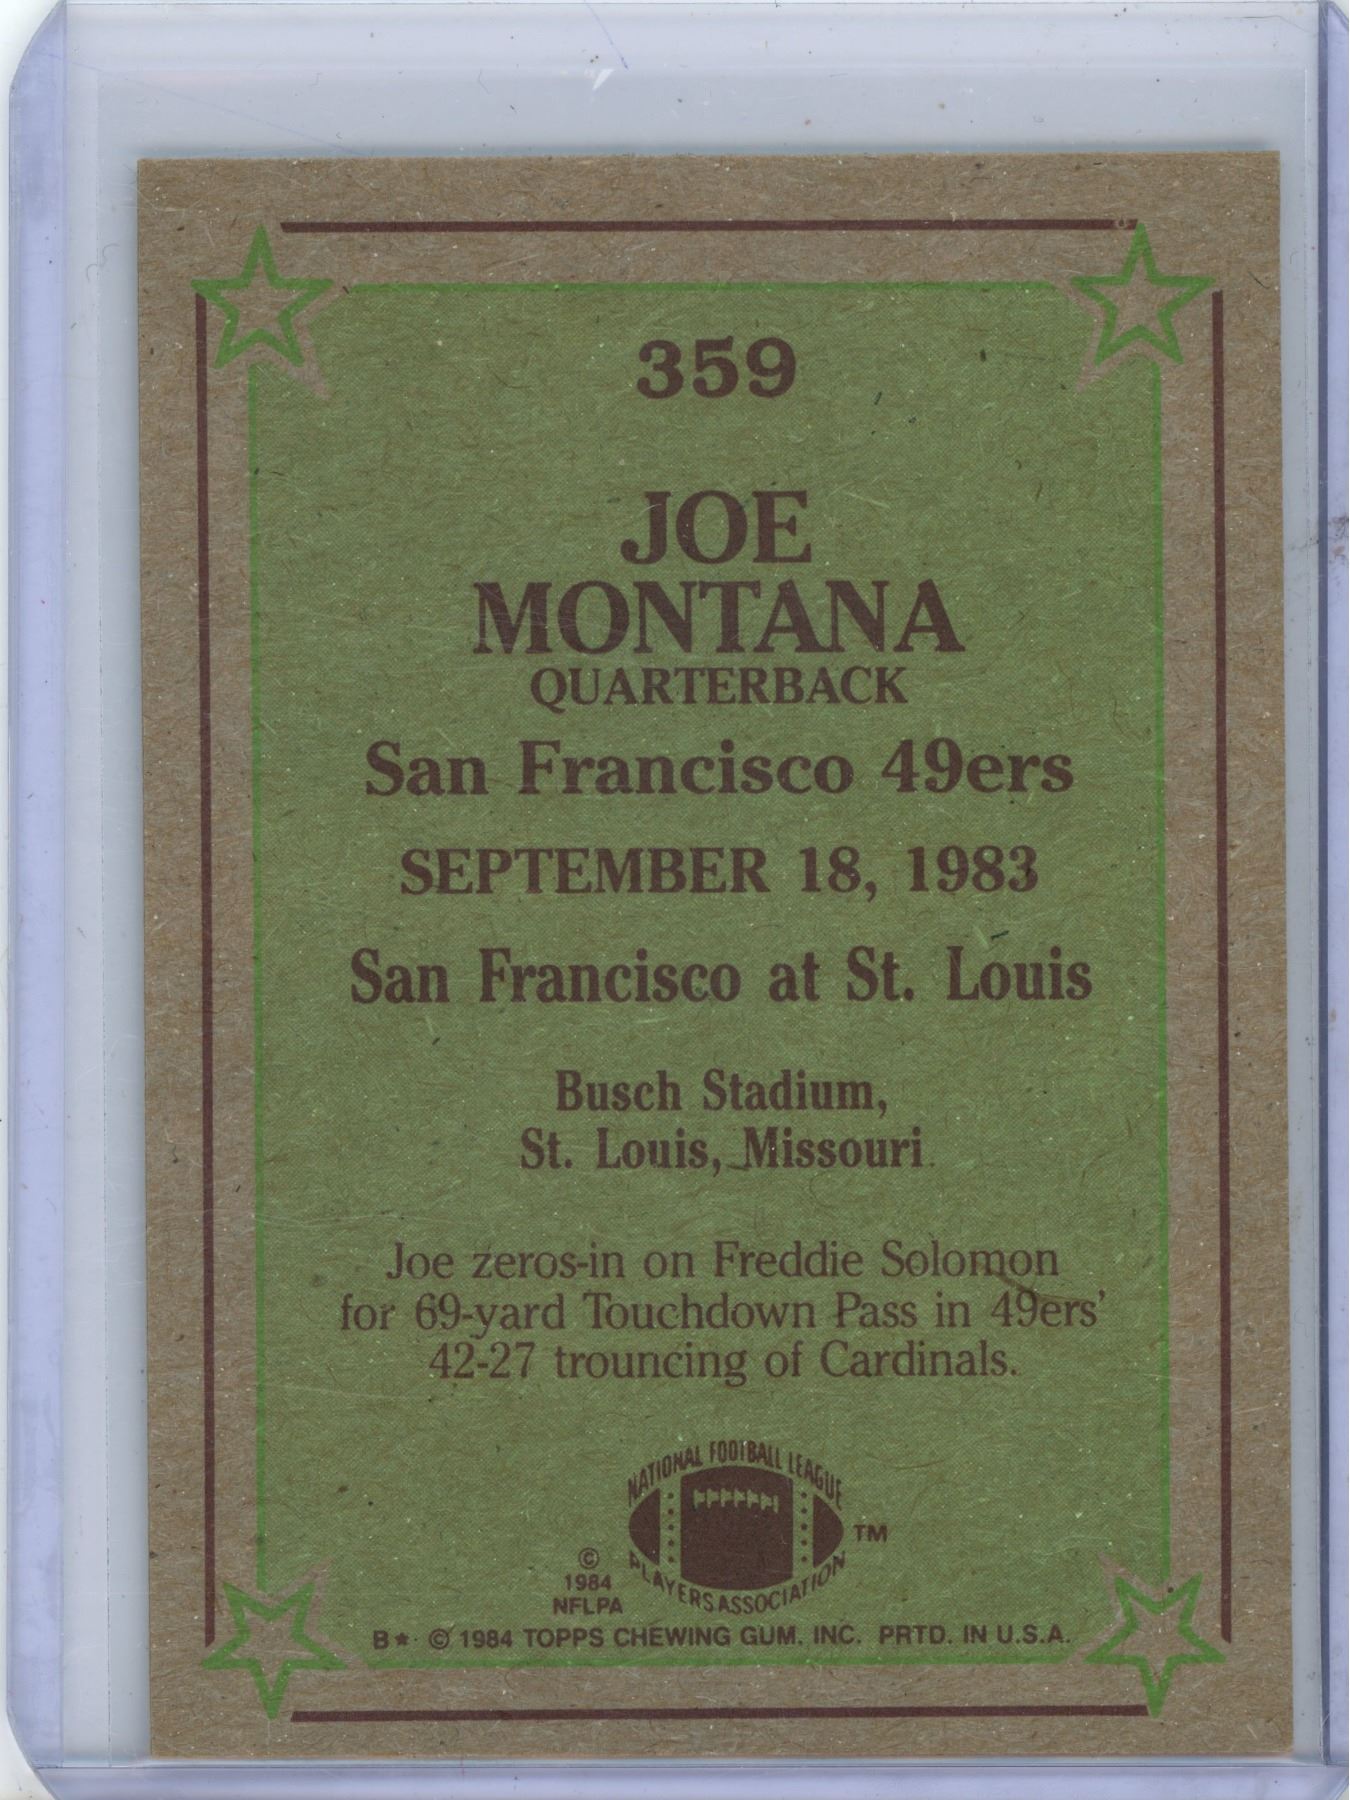 359
JOE
MONTANA
QUARTERBACK
San Francisco 49ers
SEPTEMBER 18, 1983
San Francisco at St. Louis
Busch Stadium,
St. Louis, Missouri
Joe zeros-in on Freddie Solomon
for 69-yard Touchdown Pass in 49ers'
42-27 trouncing of Cardinals.
NATIONAL FOOTBALL LEAGUE
PLAYERS ASSOCIATION
TM
©
1984
NFLPA
B★ © 1984 TOPPS CHEWING GUM, INC. PRTD. IN U.S.A.